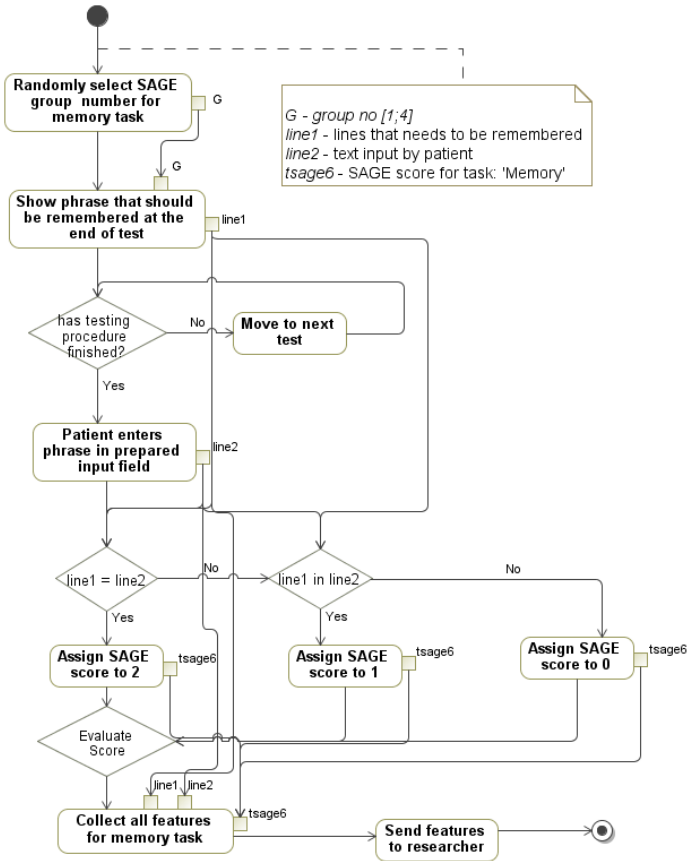 Randomly select SAGE
group number for
memory task
G
G
G - group no [1;4]
line1 - lines that needs to be remembered
line2 - text input by patient
tsage6 - SAGE score for task: 'Memory'
Show phrase that should
be remembered at the
end of test
line1
has testing
procedure
finished?
No
Move to next
test
Yes
Patient enters
phrase in prepared
input field
line2
line1 = line2
No
line1 in line2
No
Yes
Yes
Assign SAGE
score to 2
tsage6
Assign SAGE
score to 1
tsage6
Assign SAGE
score to 0
tsage6
Evaluate
Score
line1
line2
tsage6
Collect all features
for memory task
Send features
to researcher